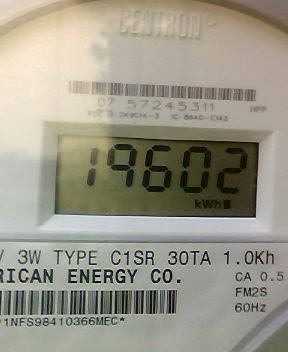 CENTRON®
07 57245311 HPP
19602
kWh
V 3W TYPE C1SR 30TA 1.0Kh
RICAN ENERGY CO.
CA 0.5
FM2S
60Hz
*1NFS98410366MEC*